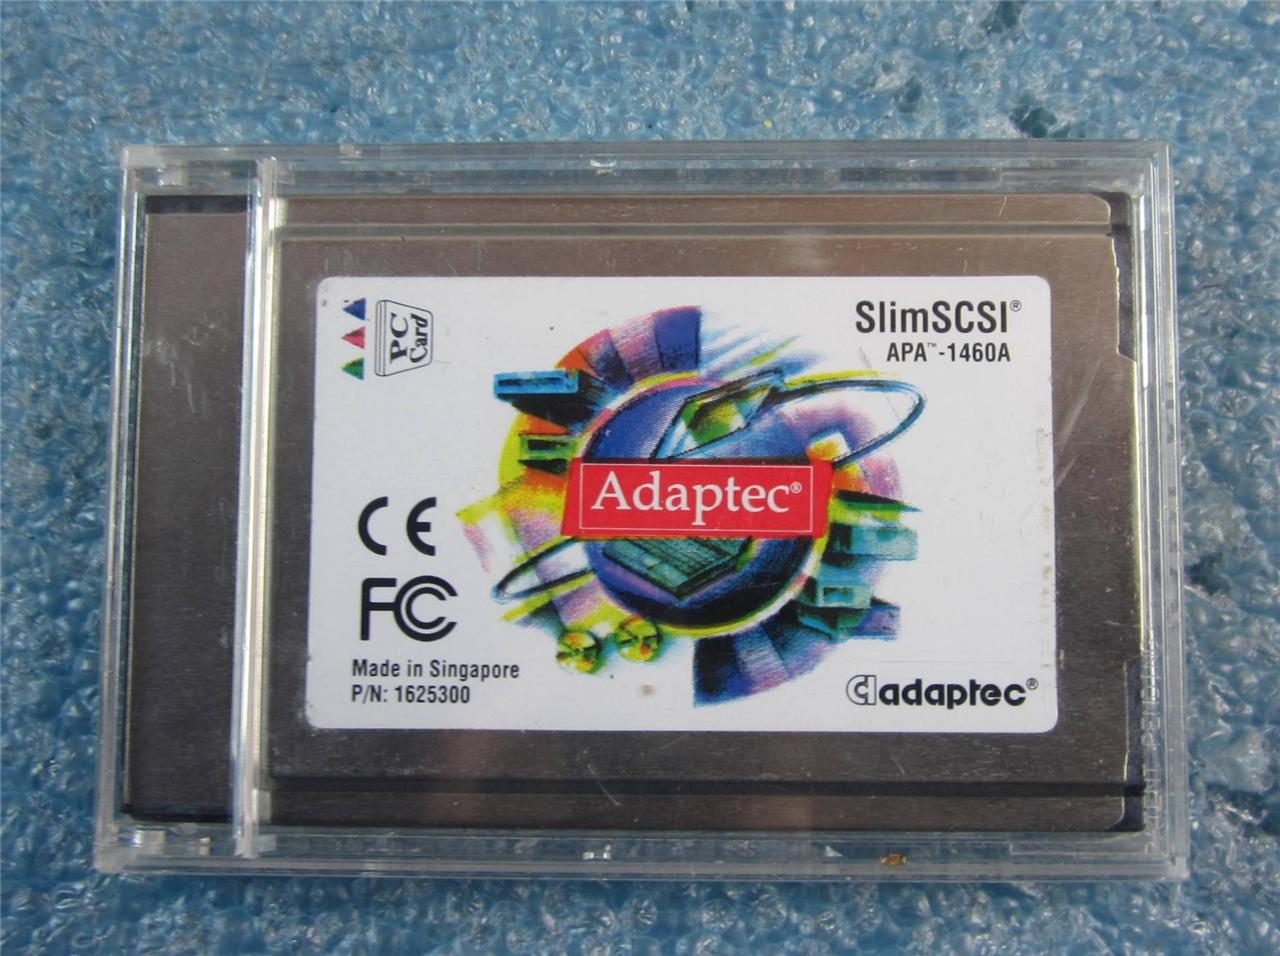 PC
Card
SlimSCSI®
APA™-1460A
Adaptec®
CE
FC
Made in Singapore
P/N: 1625300
adaptec®